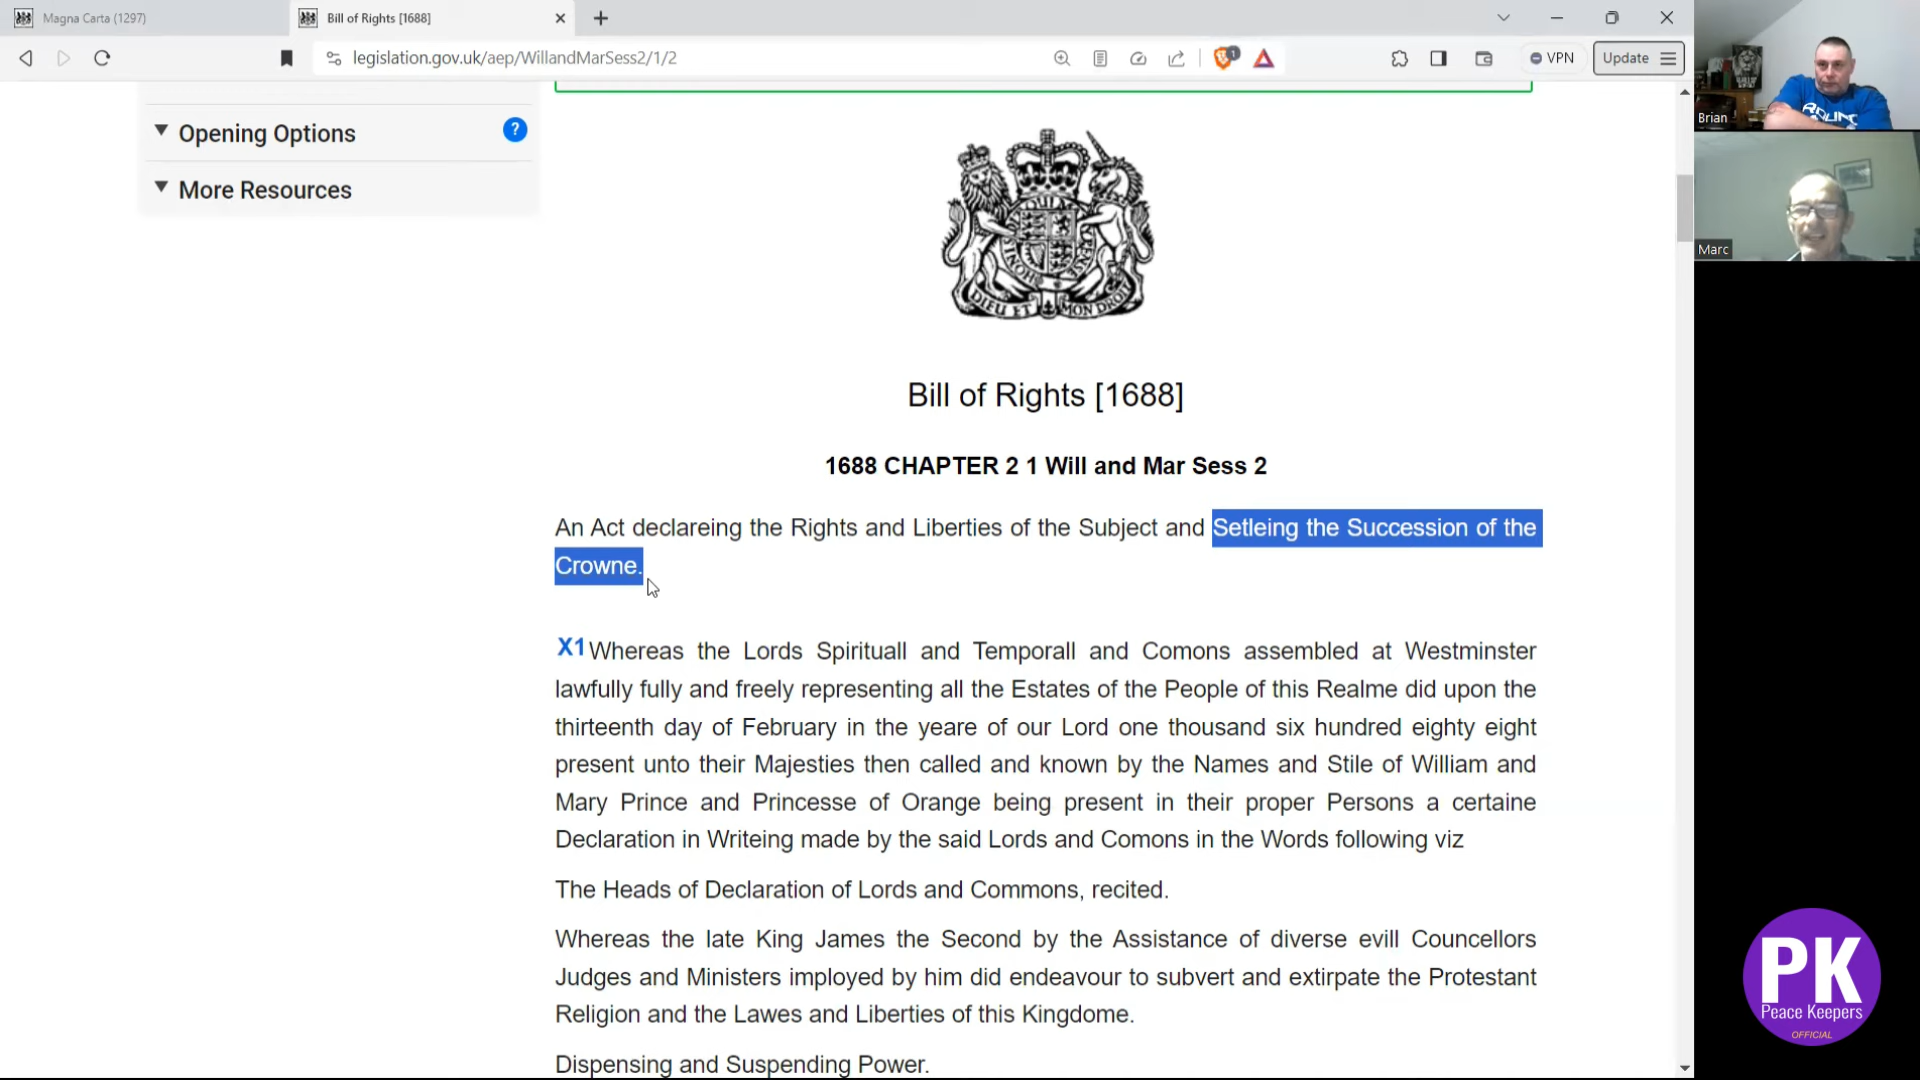 Magna Carta (1297)
Bill of Rights [1688]
legislation.gov.uk/aep/WillandMarSess2/1/2
1
VPN
Update
Opening Options
?
More Resources
DIEU ET MON DROIT
Bill of Rights [1688]
1688 CHAPTER 2 1 Will and Mar Sess 2
An Act declareing the Rights and Liberties of the Subject and Setleing the Succession of the
Crowne.
X1 Whereas the Lords Spirituall and Temporall and Comons assembled at Westminster
lawfully fully and freely representing all the Estates of the People of this Realme did upon the
thirteenth day of February in the yeare of our Lord one thousand six hundred eighty eight
present unto their Majesties then called and known by the Names and Stile of William and
Mary Prince and Princesse of Orange being present in their proper Persons a certaine
Declaration in Writeing made by the said Lords and Comons in the Words following viz
The Heads of Declaration of Lords and Commons, recited.
Whereas the late King James the Second by the Assistance of diverse evill Councellors
Judges and Ministers imployed by him did endeavour to subvert and extirpate the Protestant
Religion and the Lawes and Liberties of this Kingdome.
Dispensing and Suspending Power.
Brian
Marc
PK
Peace Keepers
OFFICIAL